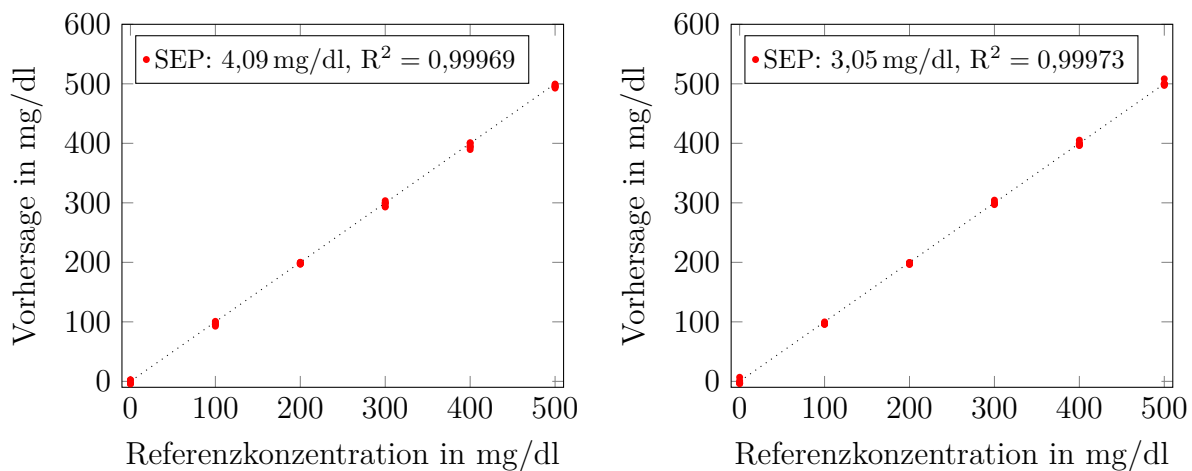 600
500
400
300
200
100
0
Vorhersage in mg/dl
SEP: 4,09 mg/dl, R² = 0,99969
0 100 200 300 400 500
Referenzkonzentration in mg/dl
600
500
400
300
200
100
0
Vorhersage in mg/dl
SEP: 3,05 mg/dl, R² = 0,99973
0 100 200 300 400 500
Referenzkonzentration in mg/dl